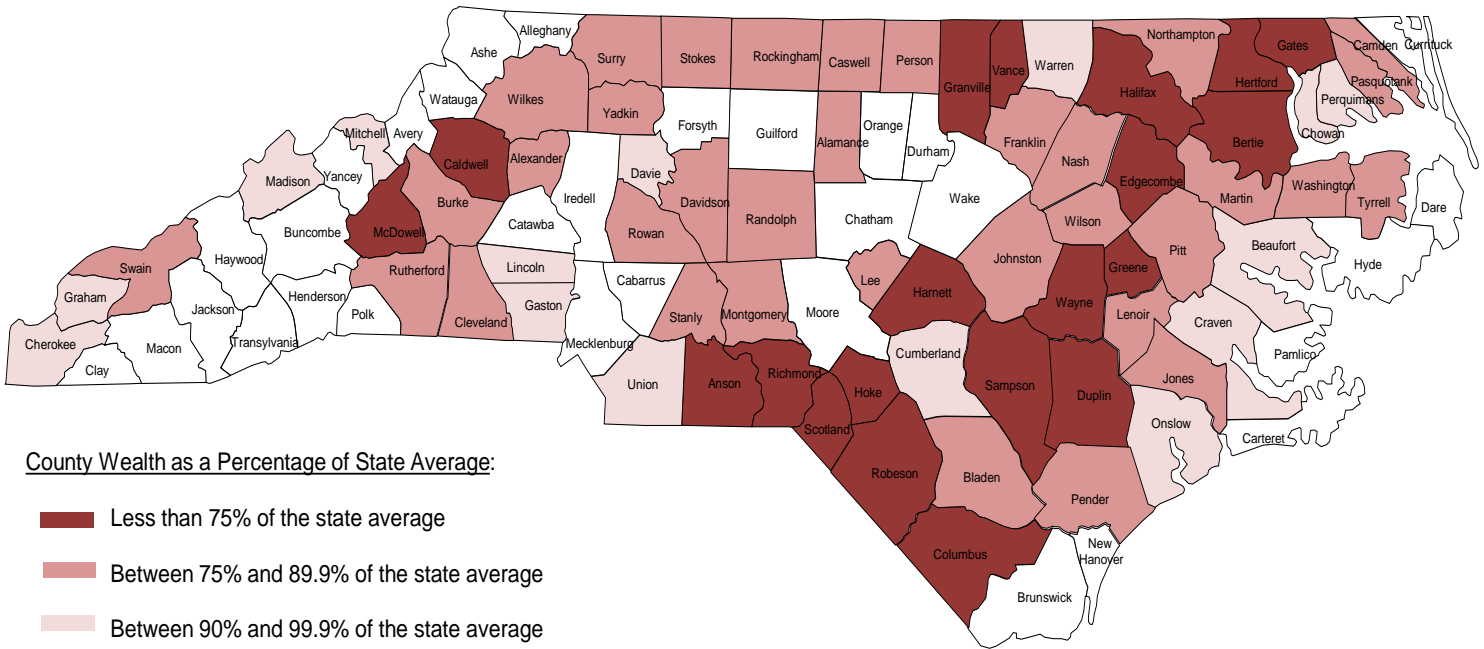 Alleghany
Ashe
Currituck
Camden
Northampton
Gates
Surry
Stokes
Rockingham
Caswell
Person
Warren
Vance
Granville
Halifax
Hertford
Pasquotank
Wilkes
Watauga
Yadkin
Perquimans
Forsyth
Guilford
Orange
Mitchell
Avery
Chowan
Alamance
Durham
Franklin
Nash
Bertie
Caldwell
Alexander
Davie
Madison
Yancey
Edgecombe
Washington
Iredell
Wake
Martin
Tyrrell
Burke
Davidson
Dare
Randolph
Chatham
Wilson
Catawba
McDowell
Buncombe
Rowan
Pitt
Beaufort
Haywood
Johnston
Swain
Rutherford
Lincoln
Greene
Hyde
Cabarrus
Lee
Harnett
Graham
Henderson
Gaston
Wayne
Jackson
Polk
Cleveland
Stanly
Montgomery
Moore
Lenoir
Craven
Cherokee
Macon
Transylvania
Mecklenburg
Cumberland
Pamlico
Clay
Union
Anson
Richmond
Hoke
Sampson
Duplin
Jones
Onslow
Scotland
Carteret
Robeson
Bladen
Pender
Columbus
New
Hanover
Brunswick
County Wealth as a Percentage of State Average:
Less than 75% of the state average
Between 75% and 89.9% of the state average
Between 90% and 99.9% of the state average